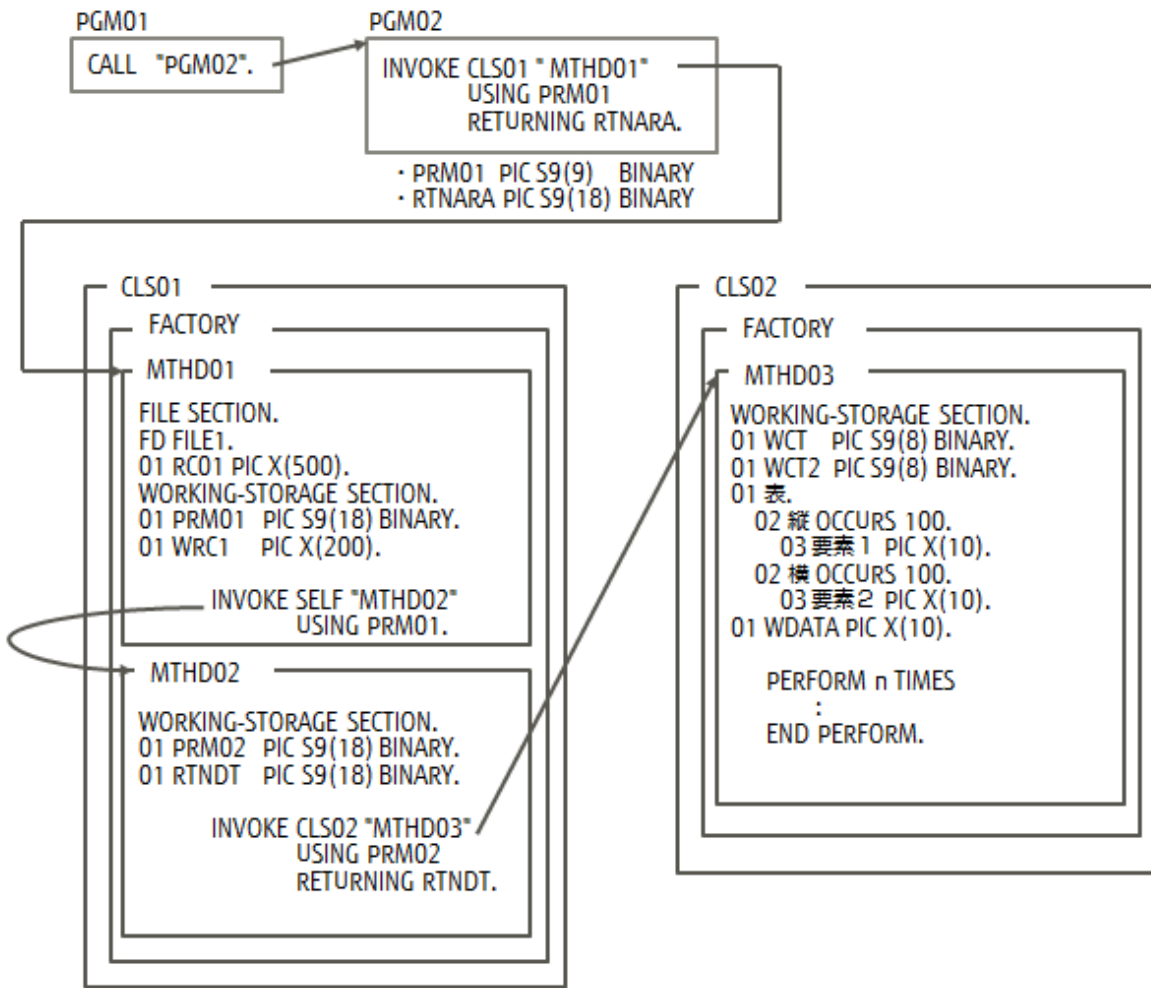 PGM01
CALL "PGM02".
PGM02
INVOKE CLS01 " MTHD01"
USING PRM01
RETURNING RTNARA.
・PRM01 PIC S9(9) BINARY
・RTNARA PIC S9(18) BINARY
CLS01
FACTORY
MTHD01
FILE SECTION.
FD FILE1.
01 RC01 PIC X(500).
WORKING-STORAGE SECTION.
01 PRM01 PIC S9(18) BINARY.
01 WRC1 PIC X(200).
INVOKE SELF "MTHD02"
USING PRM01.
MTHD02
WORKING-STORAGE SECTION.
01 PRM02 PIC S9(18) BINARY.
01 RTNDT PIC S9(18) BINARY.
INVOKE CLS02 "MTHD03"
USING PRM02
RETURNING RTNDT.
CLS02
FACTORY
MTHD03
WORKING-STORAGE SECTION.
01 WCT PIC S9(8) BINARY.
01 WCT2 PIC S9(8) BINARY.
01 表.
02 縦 OCCURS 100.
03 要素1 PIC X(10).
02 横 OCCURS 100.
03 要素2 PIC X(10).
01 WDATA PIC X(10).
PERFORM n TIMES
:
END PERFORM.